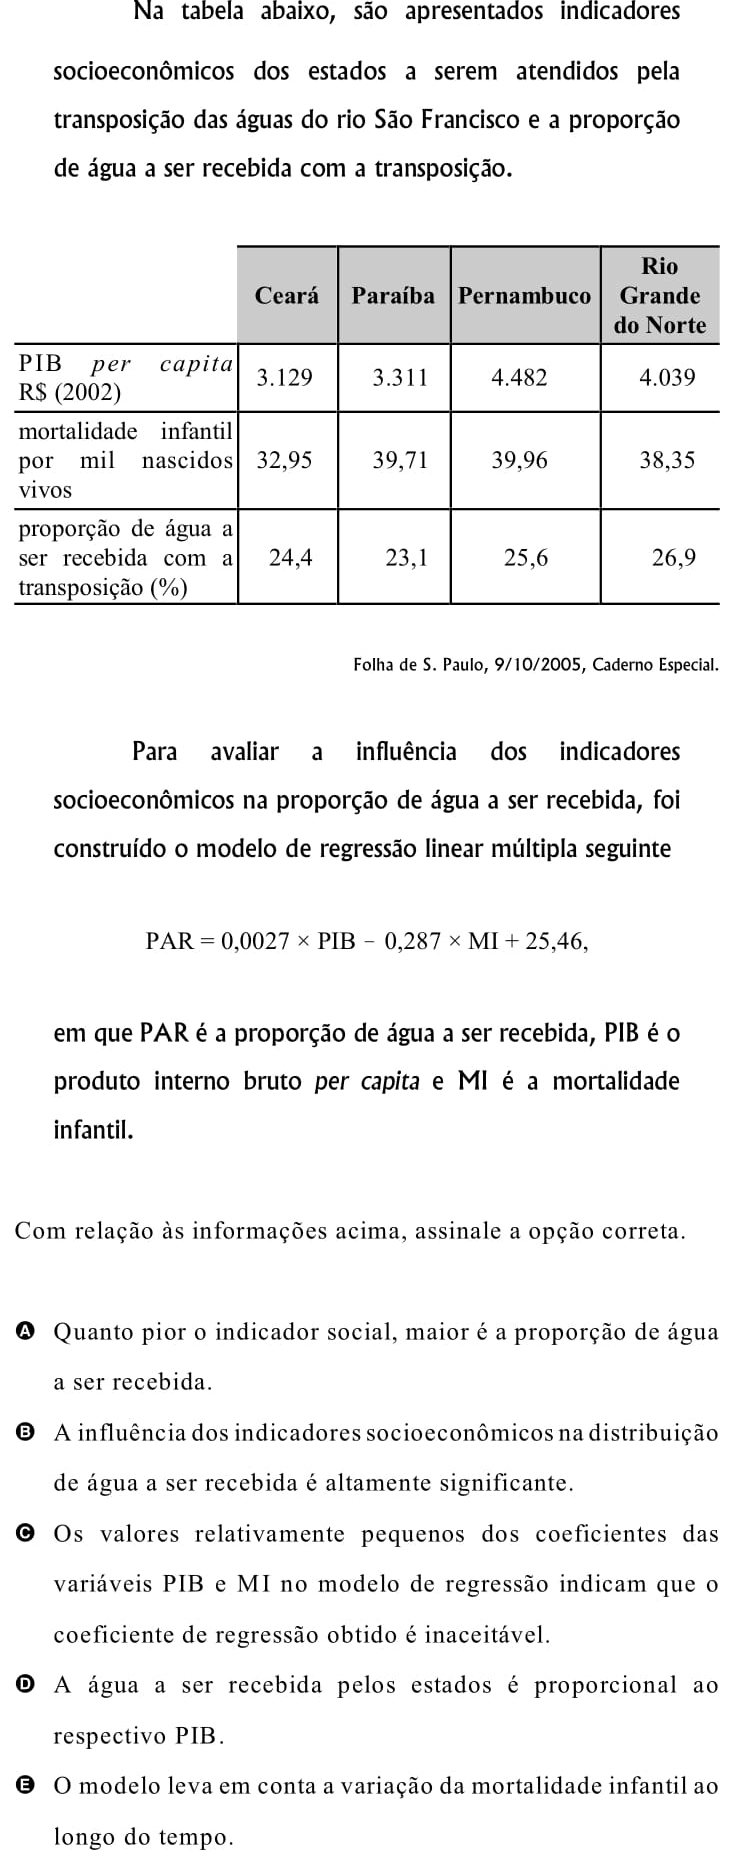 Na tabela abaixo, são apresentados indicadores
socioeconômicos dos estados a serem atendidos pela
transposição das águas do rio São Francisco e a proporção
de água a ser recebida com a transposição.
Ceará Paraíba Pernambuco Rio Grande do Norte
PIB per capita
R$ (2002) 3.129 3.311 4.482 4.039
mortalidade infantil
por mil nascidos 32,95 39,71 39,96 38,35
vivos
proporção de água a
ser recebida com a 24,4 23,1 25,6 26,9
transposição (%)
Folha de S. Paulo, 9/10/2005, Caderno Especial.
Para avaliar a influência dos indicadores
socioeconômicos na proporção de água a ser recebida, foi
construído o modelo de regressão linear múltipla seguinte
PAR = 0,0027 × PIB – 0,287 × MI + 25,46,
em que PAR é a proporção de água a ser recebida, PIB é o
produto interno bruto per capita e MI é a mortalidade
infantil.
Com relação às informações acima, assinale a opção correta.
A Quanto pior o indicador social, maior é a proporção de água
a ser recebida.
B A influência dos indicadores socioeconômicos na distribuição
de água a ser recebida é altamente significante.
C Os valores relativamente pequenos dos coeficientes das
variáveis PIB e MI no modelo de regressão indicam que o
coeficiente de regressão obtido é inaceitável.
D A água a ser recebida pelos estados é proporcional ao
respectivo PIB.
E O modelo leva em conta a variação da mortalidade infantil ao
longo do tempo.